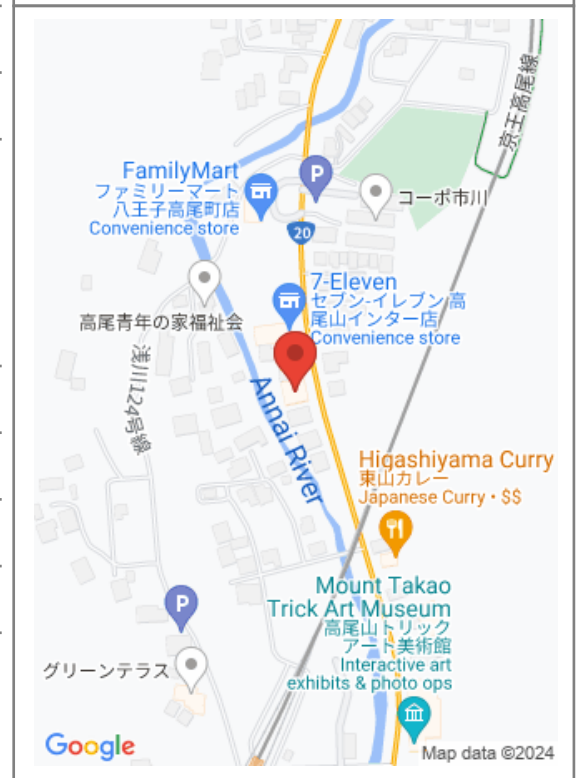 京王高尾線
FamilyMart
ファミリーマート
八王子高尾町店
Convenience store
P
コーポ市川
20
7-Eleven
セブン-イレブン 高
尾山インター店
Convenience store
高尾青年の家福祉会
浅川124号線
Annai River
Higashiyama Curry
東山カレー
Japanese Curry • $$
P
Mount Takao
Trick Art Museum
高尾山トリック
アート美術館
Interactive art
exhibits & photo ops
グリーンテラス
Google
Map data ©2024